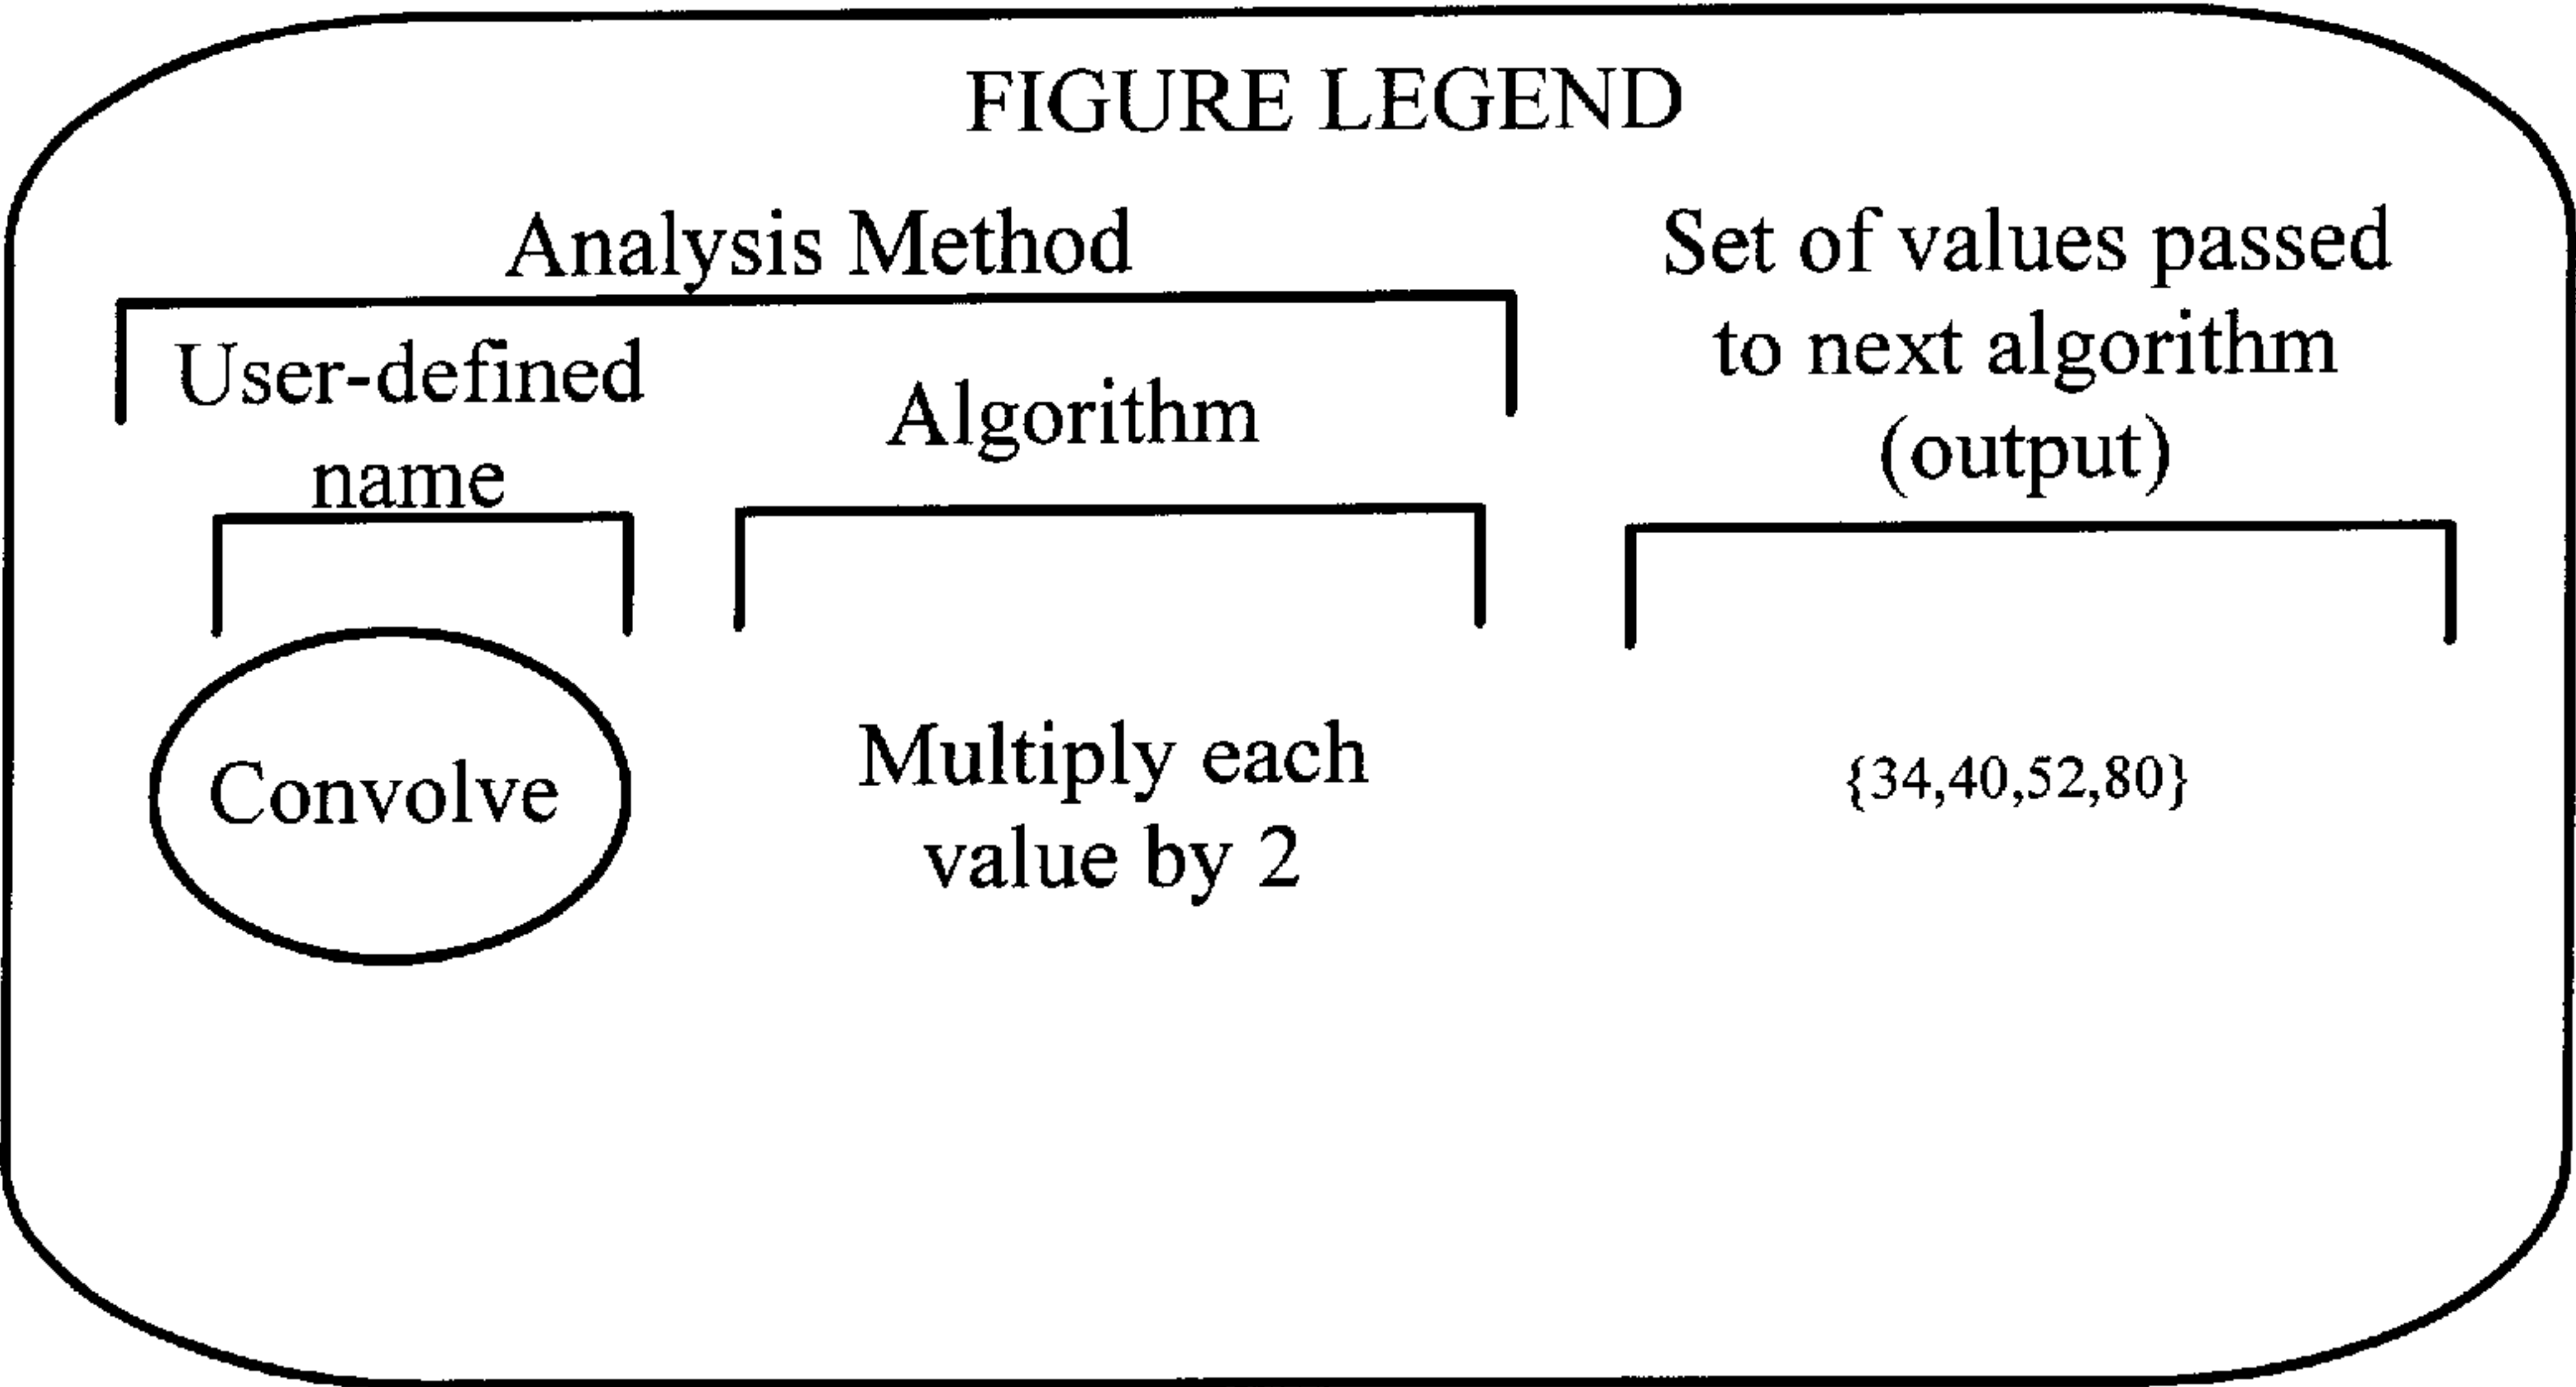 FIGURE LEGEND
Analysis Method
User-defined
name
Algorithm
Set of values passed
to next algorithm
(output)
Convolve
Multiply each
value by 2
{34,40,52,80}